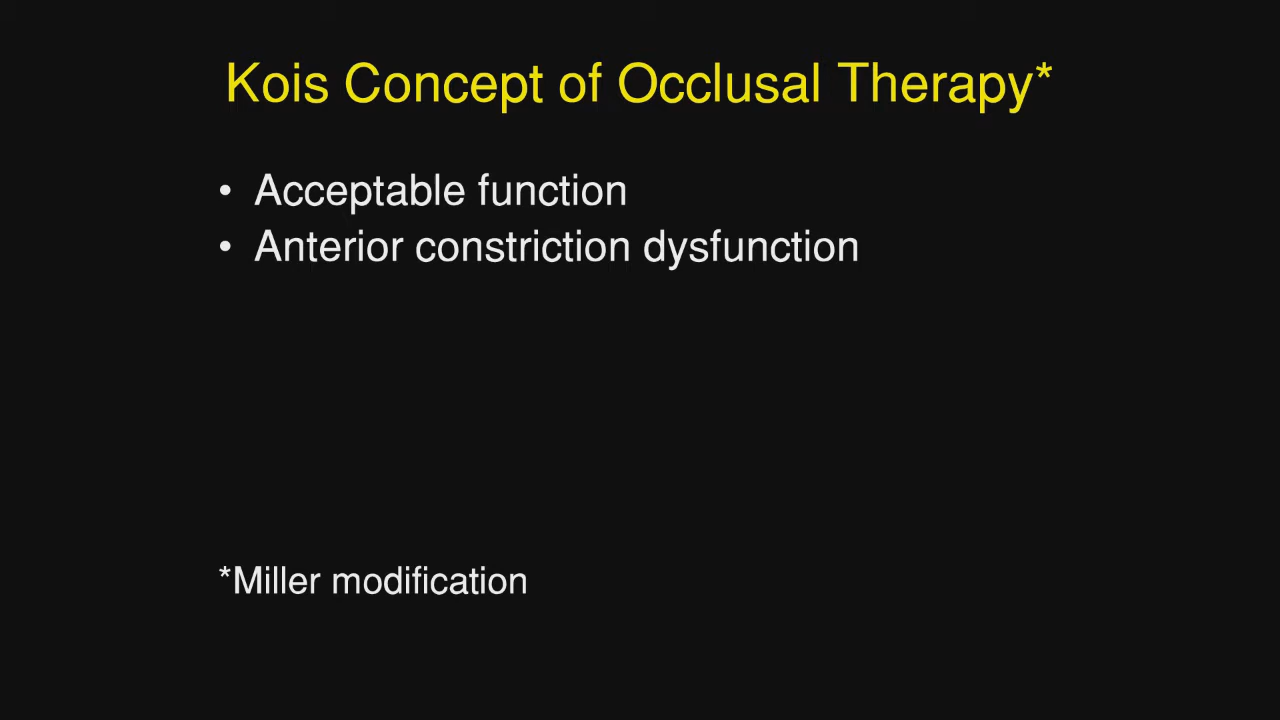 Kois Concept of Occlusal Therapy*
• Acceptable function
• Anterior constriction dysfunction
*Miller modification